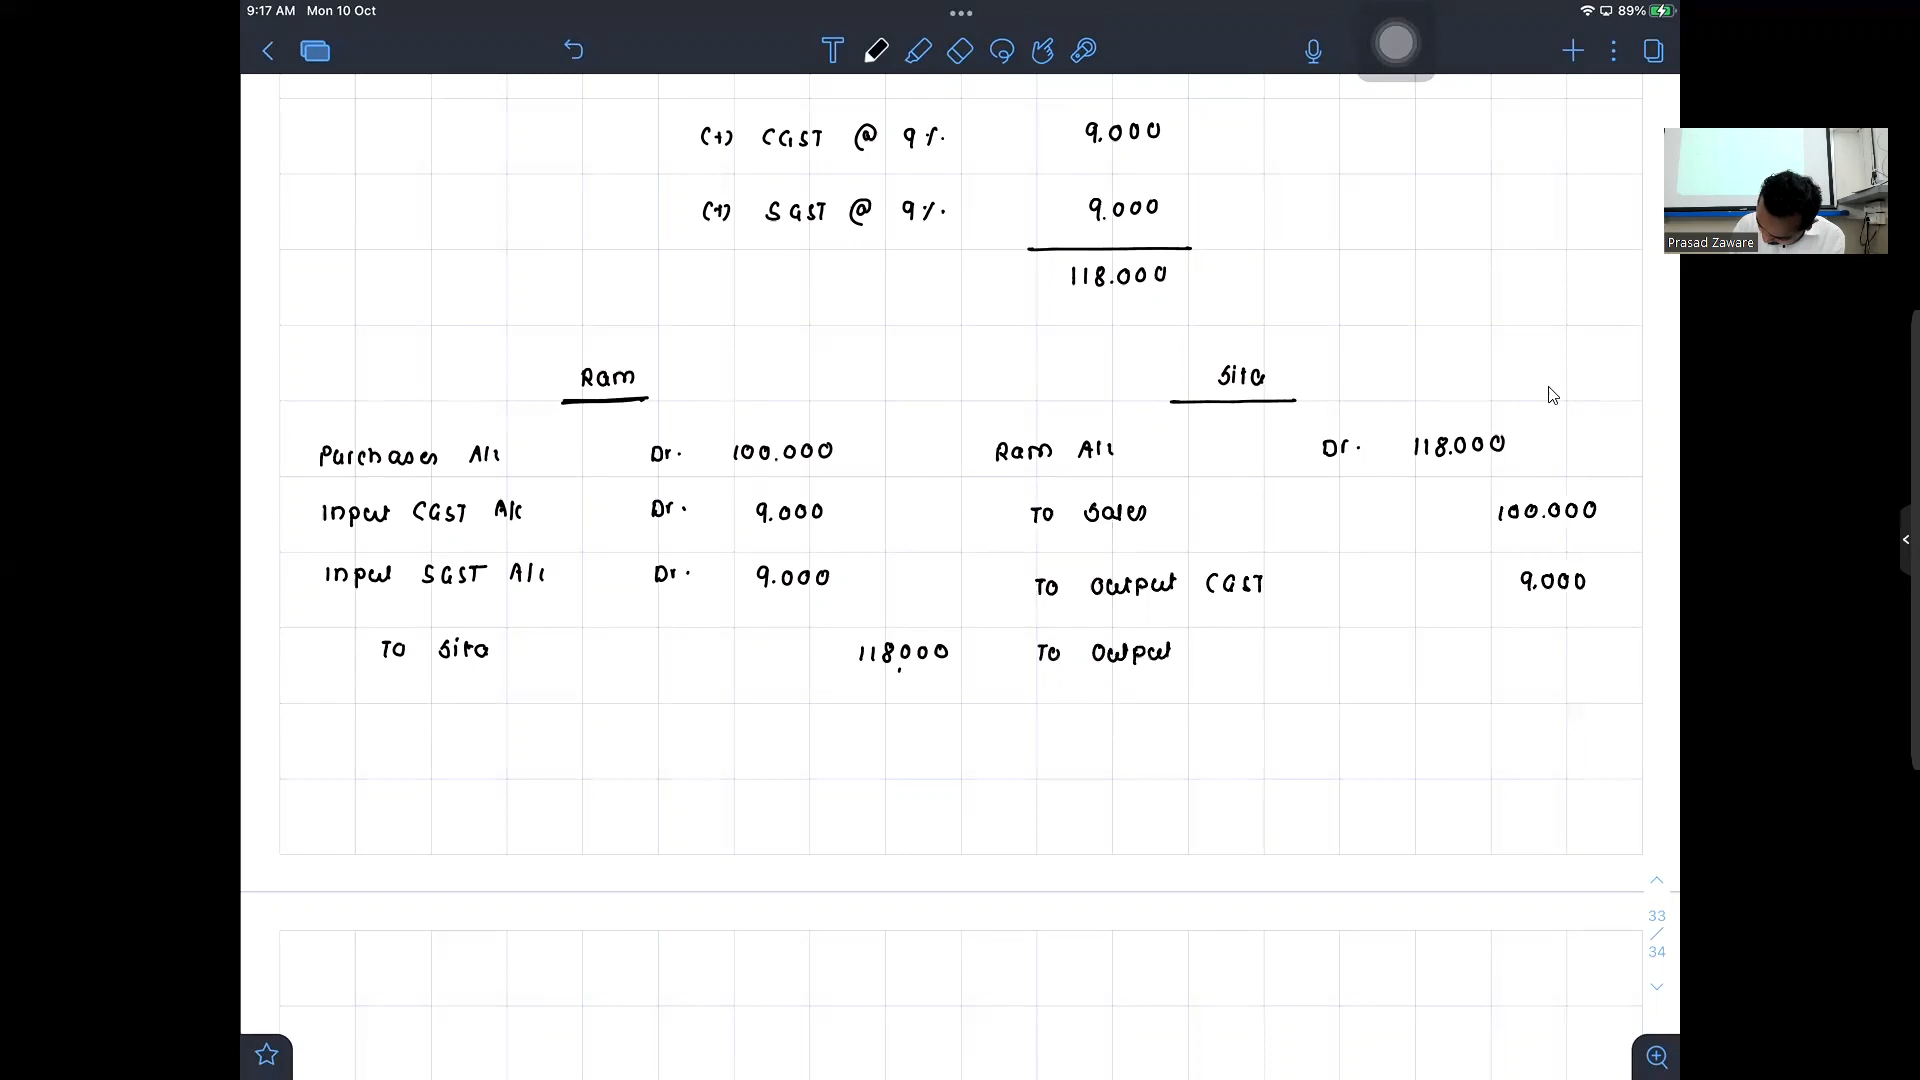 9:17 AM Mon 10 Oct
89%
(+) CGST @ 9%. 9.000
(+) SGST @ 9%. 9.000
118.000
Prasad Zaware
Ram
Sita
Purchases A/c Dr. 100.000
Ram A/c Dr. 118.000
Input CGST A/c Dr. 9.000
To Sales 100.000
Input SGST A/c Dr. 9.000
To Output CGST 9.000
To Sita 118,000
To Output
33
/
34